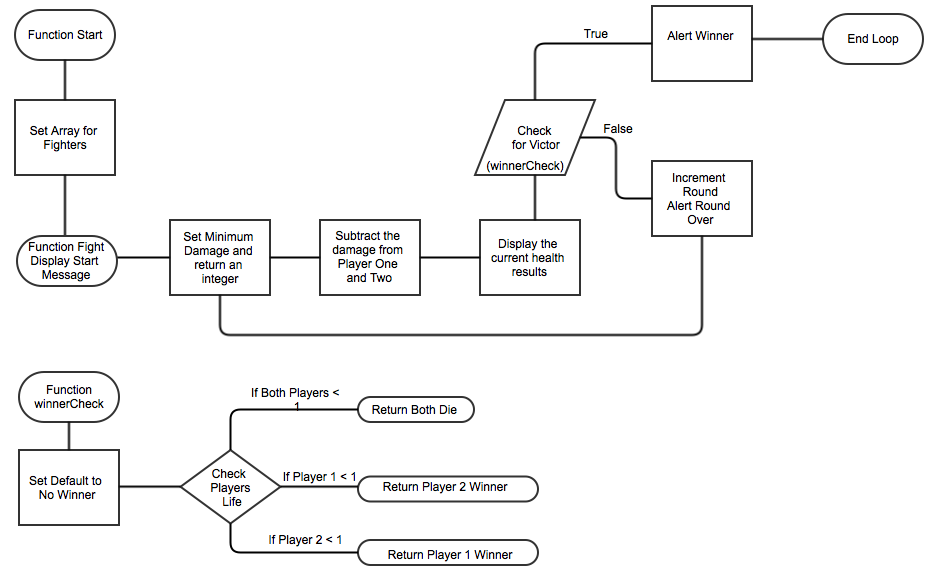 Function Start
Set Array for
Fighters
Function Fight
Display Start
Message
Set Minimum
Damage and
return an
integer
Subtract the
damage from
Player One
and Two
Display the
current health
results
Check
for Victor
(winnerCheck)
True
False
Alert Winner
End Loop
Increment
Round
Alert Round
Over
Function
winnerCheck
Set Default to
No Winner
Check
Players
Life
If Both Players <
1
Return Both Die
If Player 1 < 1
Return Player 2 Winner
If Player 2 < 1
Return Player 1 Winner